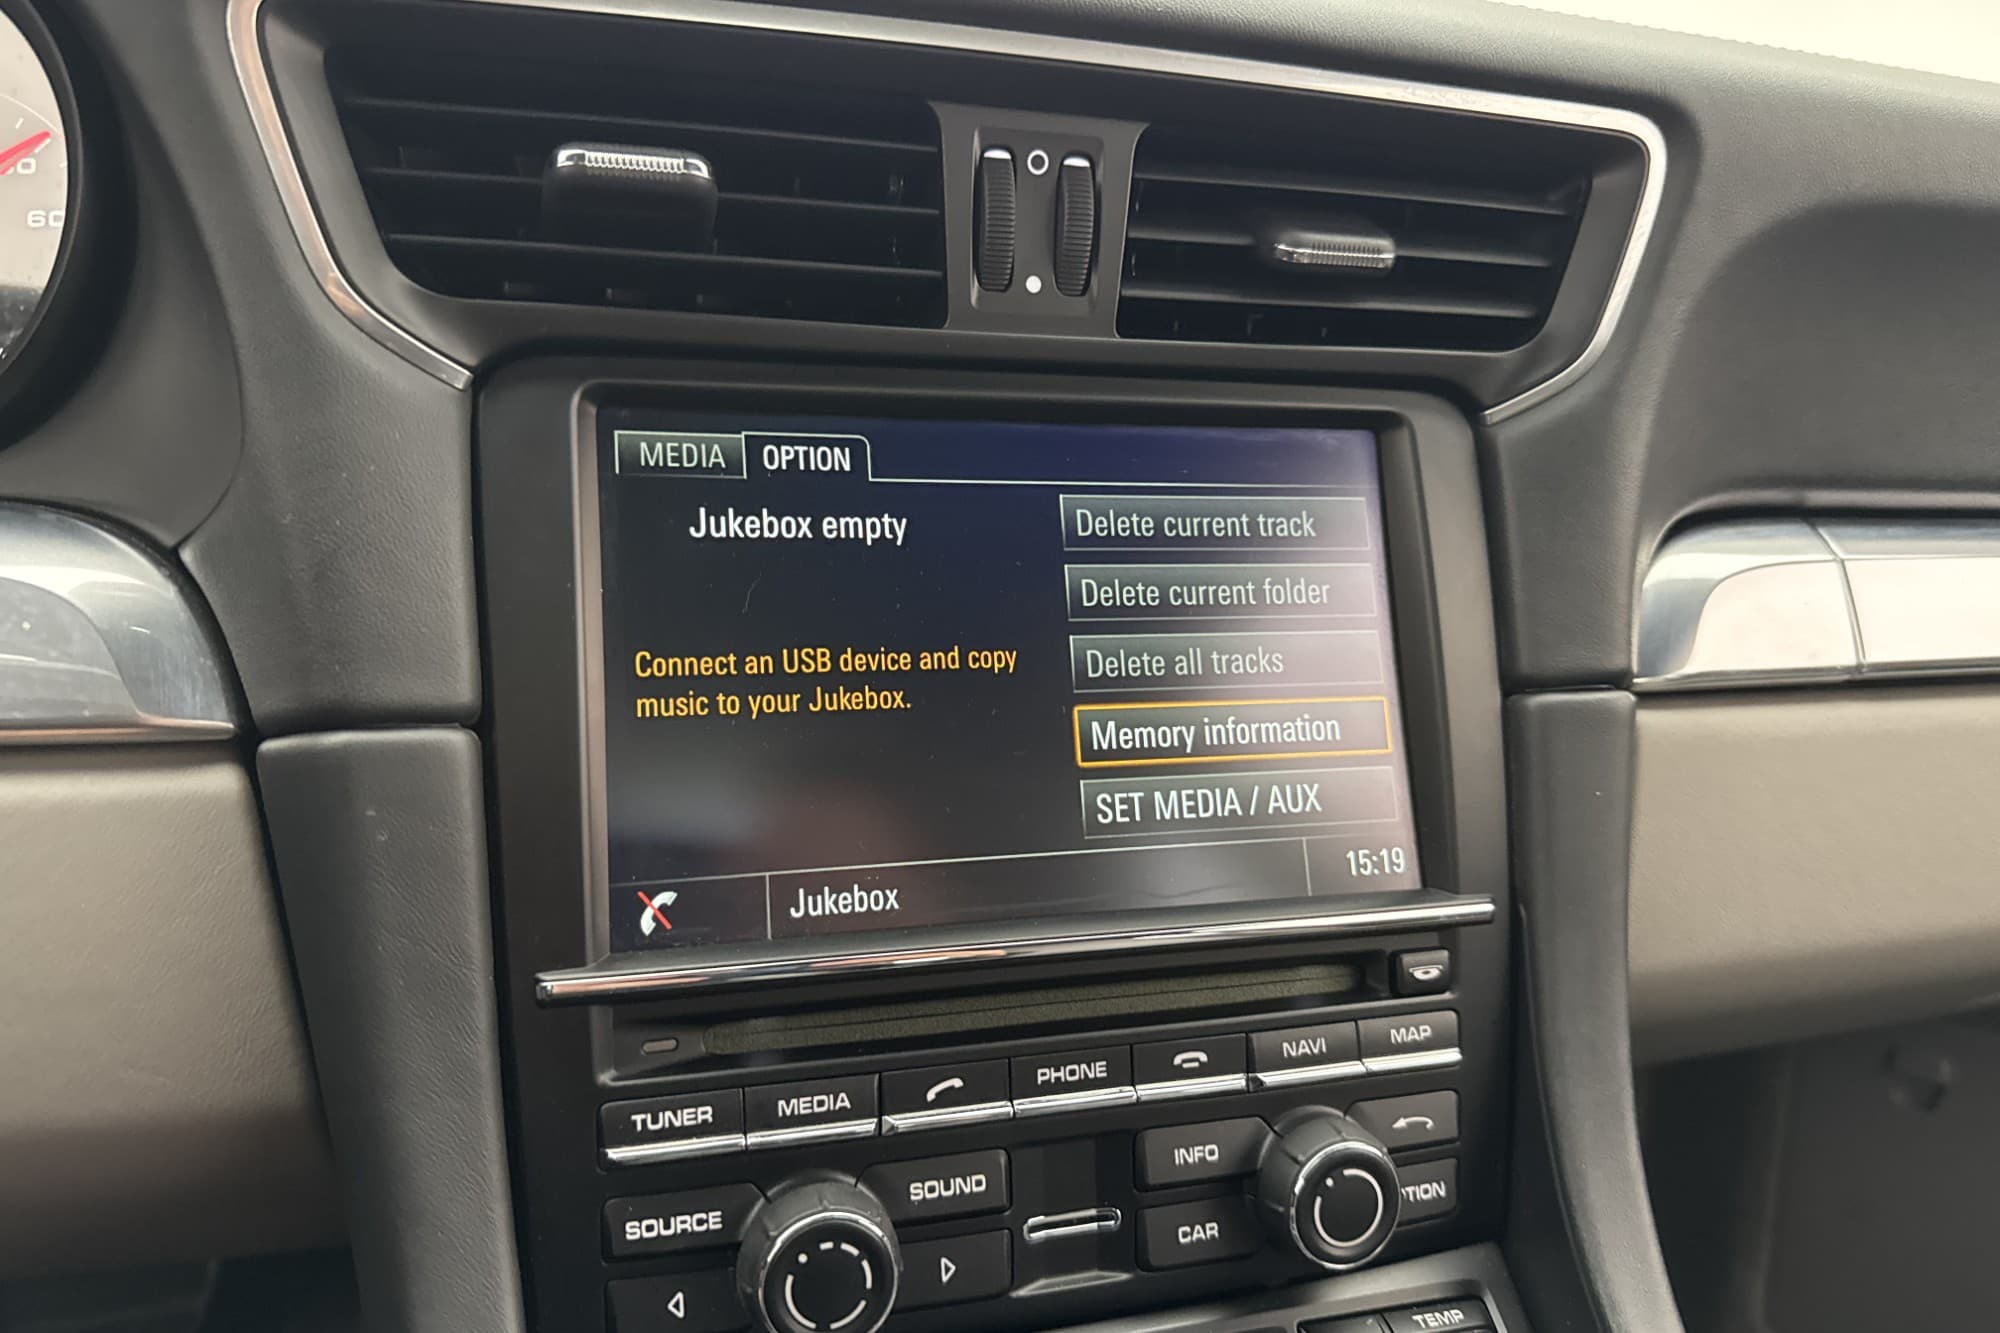 60
MEDIA
OPTION
Jukebox empty
Delete current track
Delete current folder
Connect an USB device and copy
music to your Jukebox.
Delete all tracks
Memory information
SET MEDIA / AUX
Jukebox
15:19
TUNER
MEDIA
PHONE
NAVI
MAP
SOURCE
SOUND
INFO
CAR
TION
TEMP